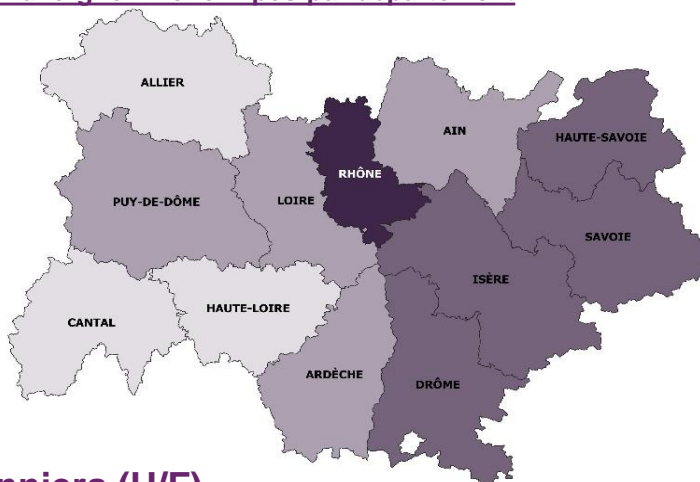 ALLIER
AIN
HAUTE-SAVOIE
RHÔNE
PUY-DE-DÔME
LOIRE
SAVOIE
ISÈRE
HAUTE-LOIRE
CANTAL
ARDÈCHE
DRÔME
(H/F)